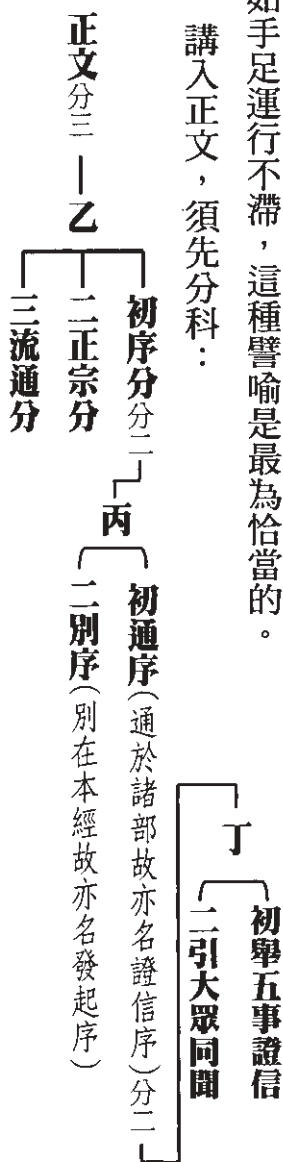 如手足運行不滯，這種譬喻是最為恰當的。
講入正文，須先分科：
正文分三
乙
初序分分二
二正宗分
三流通分
丙
初通序（通於諸部故亦名證信序）分二
二別序（別在本經故亦名發起序）
丁
初舉五事證信
二引大眾同聞